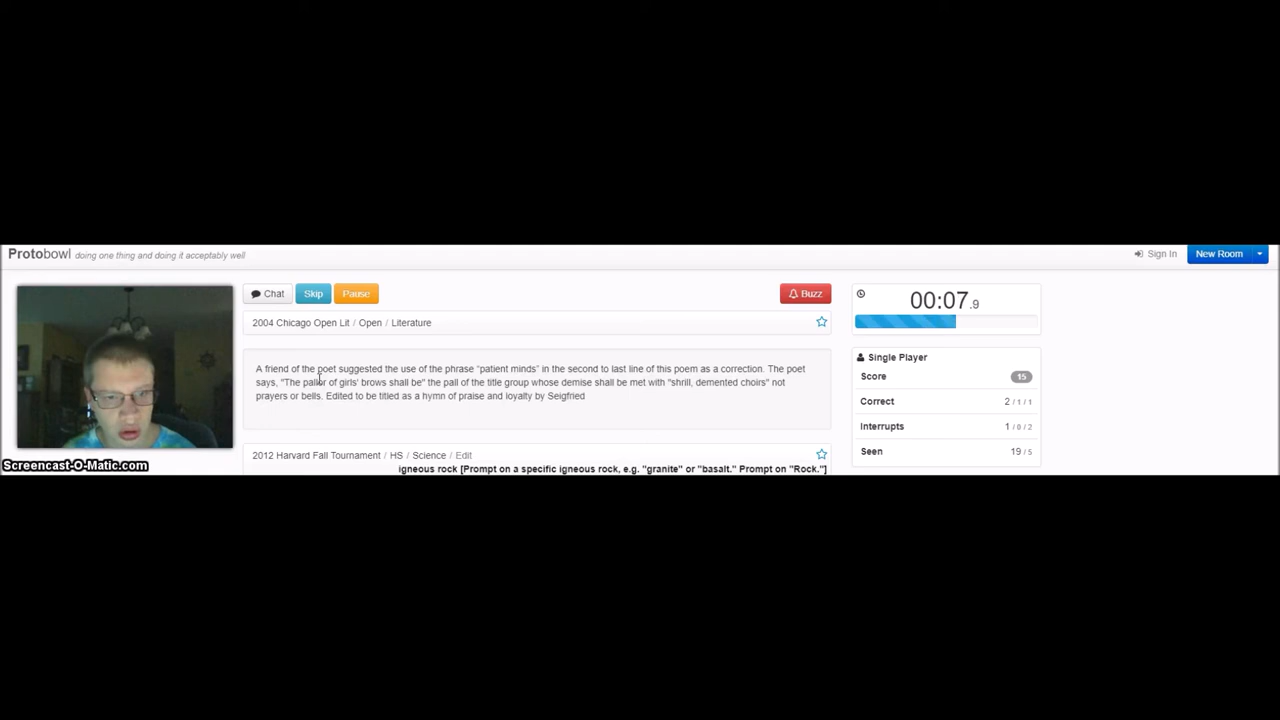 Protobowl doing one thing and doing it acceptably well
Sign In New Room
Chat Skip Pause Buzz
00:07.9
2004 Chicago Open Lit / Open / Literature
A friend of the poet suggested the use of the phrase "patient minds" in the second to last line of this poem as a correction. The poet
says, "The pallor of girls' brows shall be" the pall of the title group whose demise shall be met with "shrill, demented choirs" not
prayers or bells. Edited to be titled as a hymn of praise and loyalty by Seigfried
Single Player
Score 15
Correct 2 / 1 / 1
Interrupts 1 / 0 / 2
Seen 19 / 5
2012 Harvard Fall Tournament / HS / Science / Edit
igneous rock [Prompt on a specific igneous rock, e.g. "granite" or "basalt." Prompt on "Rock."]
Screencast-O-Matic.com